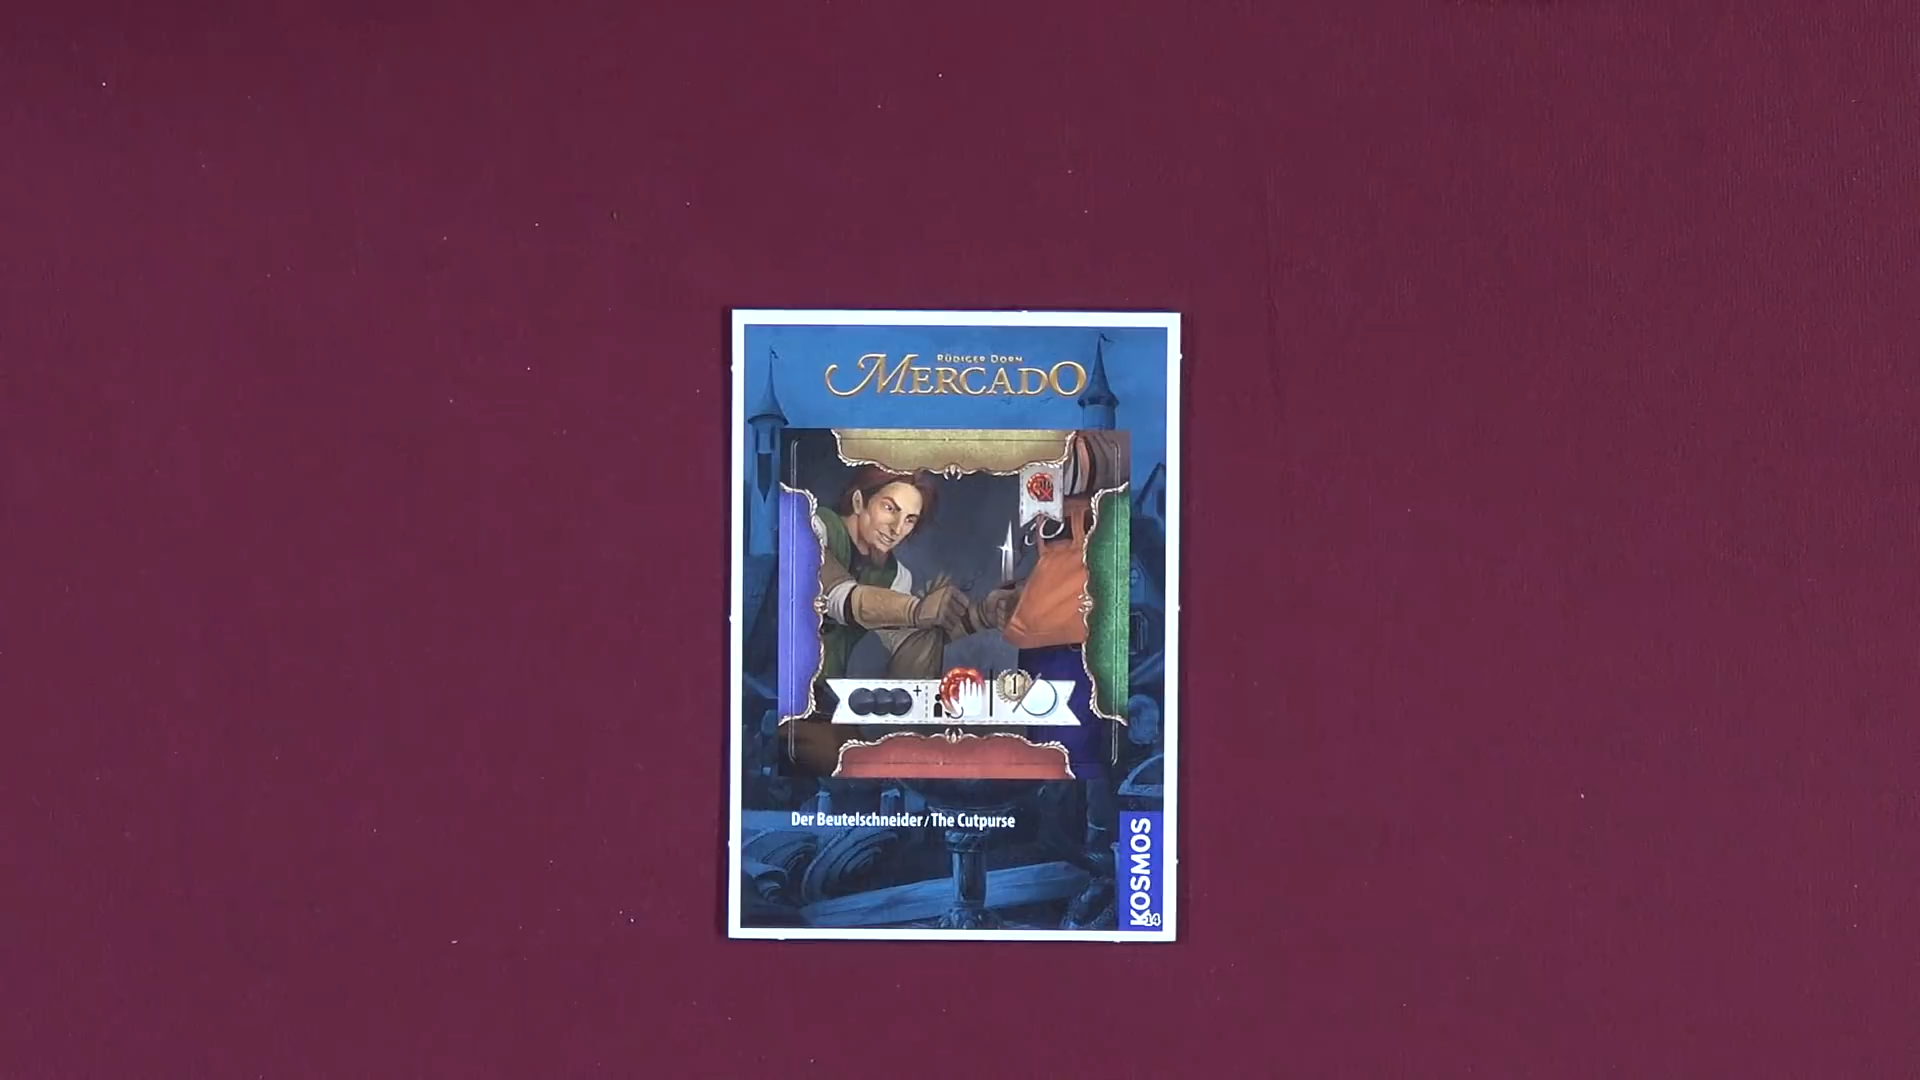 RÜDIGER DORN
MERCADO
+
1
Der Beutelschneider / The Cutpurse
KOSMOS
14